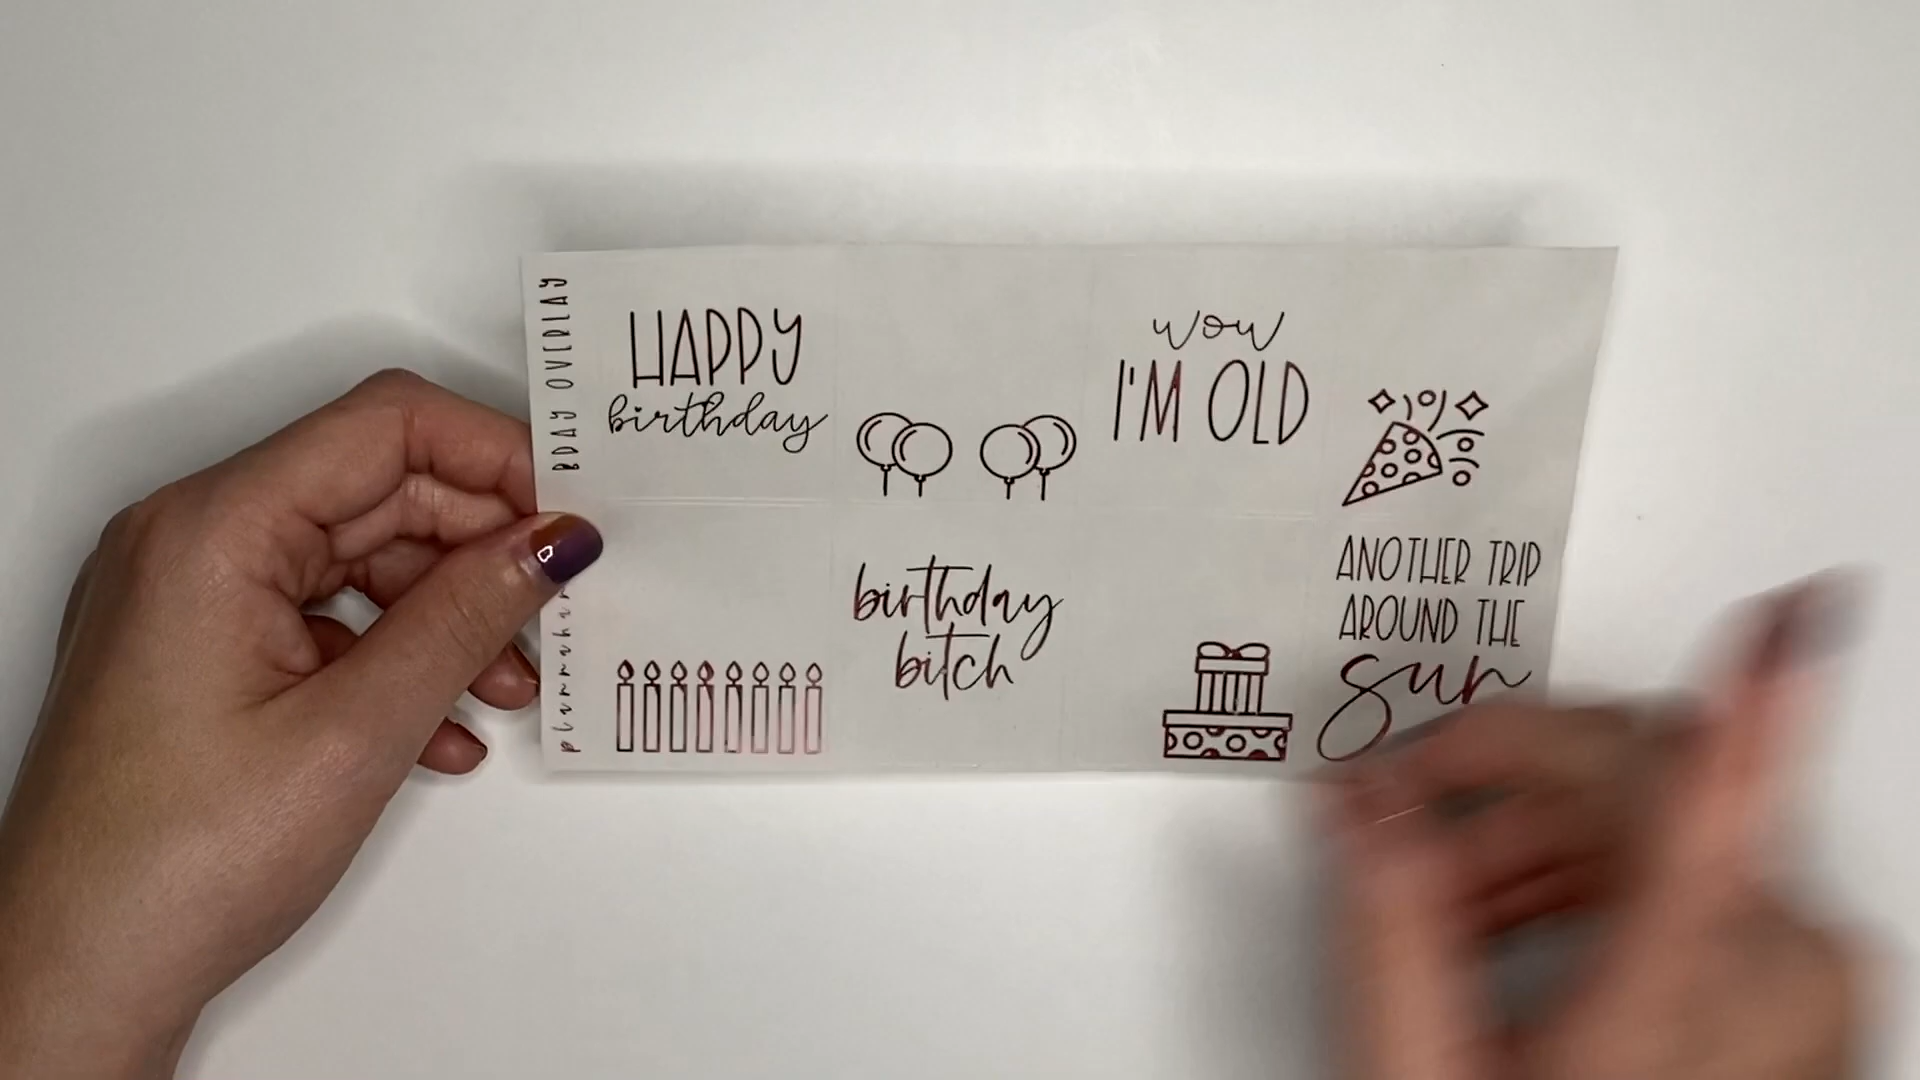 BDAY OVERLAY
HAPPY
birthday
wow
I'M OLD
birthday
bitch
ANOTHER TRIP
AROUND THE
sun